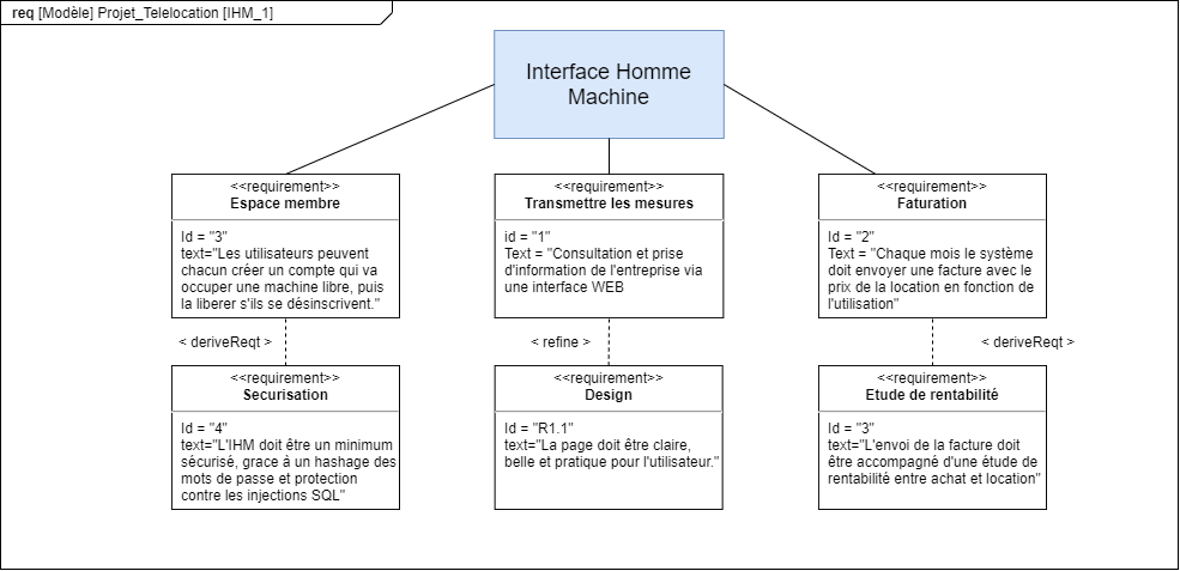 req [Modèle] Projet_Telelocation [IHM_1]
Interface Homme
Machine
<<requirement>>
Espace membre
Id = "3"
text="Les utilisateurs peuvent
chacun créer un compte qui va
occuper une machine libre, puis
la liberer s'ils se désinscrivent."
<<requirement>>
Transmettre les mesures
id = "1"
Text = "Consultation et prise
d'information de l'entreprise via
une interface WEB
<<requirement>>
Faturation
Id = "2"
Text = "Chaque mois le système
doit envoyer une facture avec le
prix de la location en fonction de
l'utilisation"
< deriveReqt >
< refine >
< deriveReqt >
<<requirement>>
Securisation
Id = "4"
text="L'IHM doit être un minimum
sécurisé, grace à un hashage des
mots de passe et protection
contre les injections SQL"
<<requirement>>
Design
Id = "R1.1"
text="La page doit être claire,
belle et pratique pour l'utilisateur."
<<requirement>>
Etude de rentabilité
Id = "3"
text="L'envoi de la facture doit
être accompagné d'une étude de
rentabilité entre achat et location"